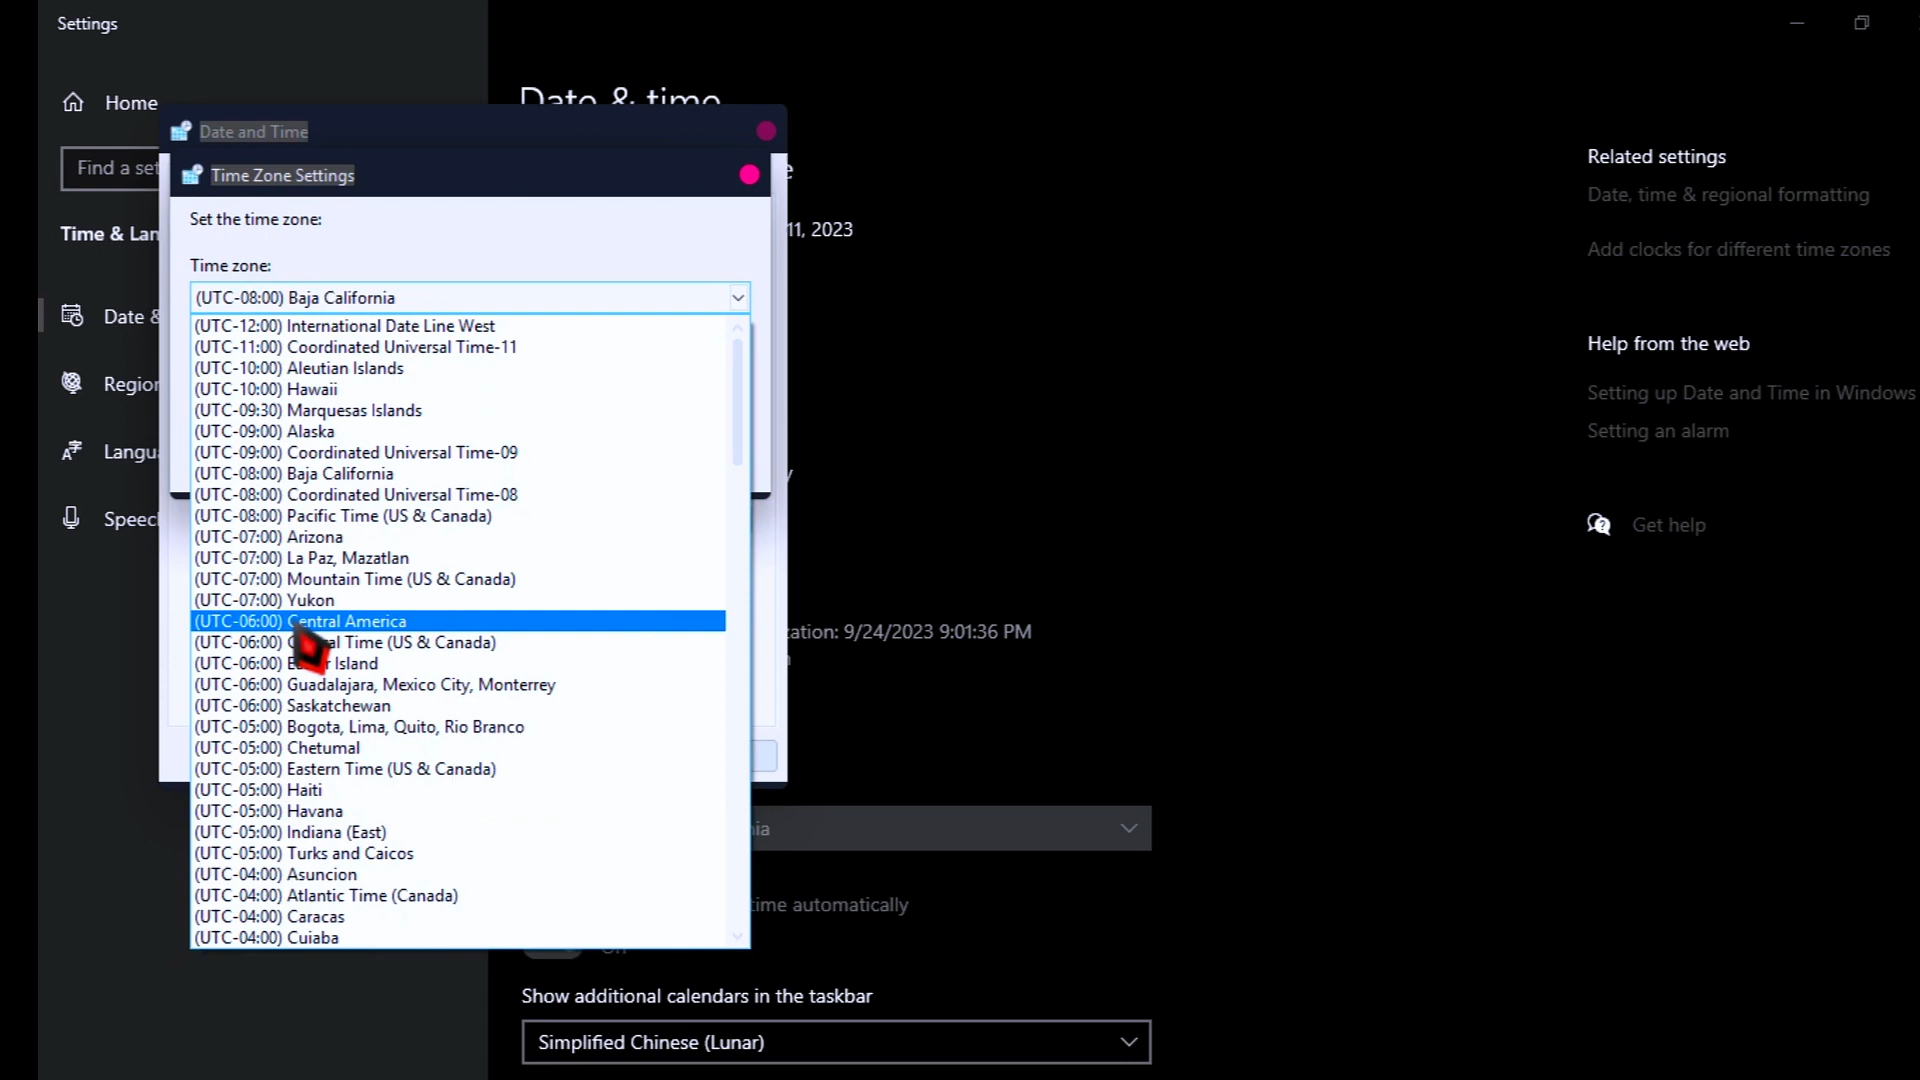 Settings
Home
Date & time
Date and Time
Find a set
Time Zone Settings
Related settings
Date, time & regional formatting
Set the time zone:
Time & Lan
11, 2023
Add clocks for different time zones
Time zone:
(UTC-08:00) Baja California
Date &
(UTC-12:00) International Date Line West
(UTC-11:00) Coordinated Universal Time-11
Help from the web
(UTC-10:00) Aleutian Islands
Region
(UTC-10:00) Hawaii
Setting up Date and Time in Windows
(UTC-09:30) Marquesas Islands
(UTC-09:00) Alaska
Setting an alarm
Langua
(UTC-09:00) Coordinated Universal Time-09
(UTC-08:00) Baja California
(UTC-08:00) Coordinated Universal Time-08
Speech
(UTC-08:00) Pacific Time (US & Canada)
Get help
(UTC-07:00) Arizona
(UTC-07:00) La Paz, Mazatlan
(UTC-07:00) Mountain Time (US & Canada)
(UTC-07:00) Yukon
(UTC-06:00) Central America
zation: 9/24/2023 9:01:36 PM
(UTC-06:00) Central Time (US & Canada)
(UTC-06:00) Easter Island
(UTC-06:00) Guadalajara, Mexico City, Monterrey
(UTC-06:00) Saskatchewan
(UTC-05:00) Bogota, Lima, Quito, Rio Branco
(UTC-05:00) Chetumal
(UTC-05:00) Eastern Time (US & Canada)
(UTC-05:00) Haiti
(UTC-05:00) Havana
(UTC-05:00) Indiana (East)
nia
(UTC-05:00) Turks and Caicos
(UTC-04:00) Asuncion
(UTC-04:00) Atlantic Time (Canada)
time automatically
(UTC-04:00) Caracas
(UTC-04:00) Cuiaba
On
Show additional calendars in the taskbar
Simplified Chinese (Lunar)